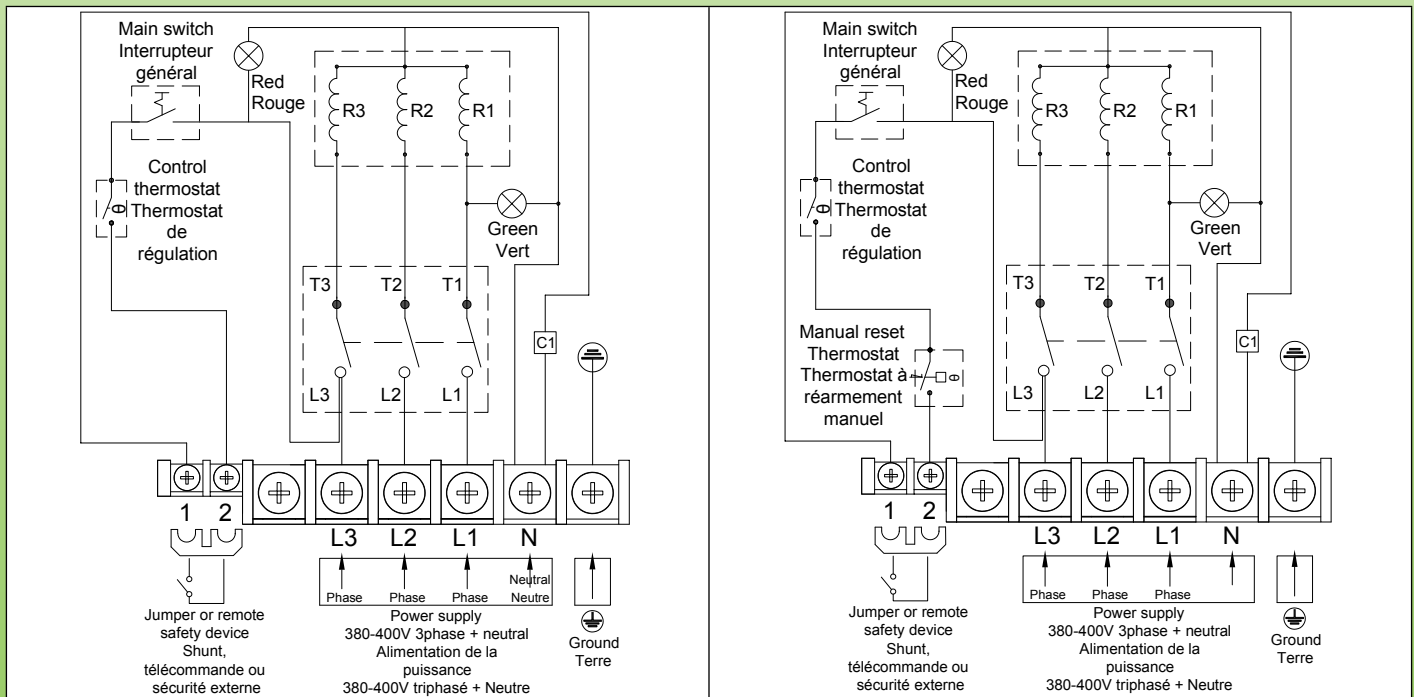 Main switch
Interrupteur
général
Red
Rouge
R3 R2 R1
Control
thermostat
Thermostat
de
régulation
θ
Green
Vert
T3 T2 T1
C1
L3 L2 L1
1 2
L3 L2 L1 N
Phase Phase Phase
Neutral
Neutre
Jumper or remote
safety device
Shunt,
télécommande ou
sécurité externe
Power supply
380-400V 3phase + neutral
Alimentation de la
puissance
380-400V triphasé + Neutre
Ground
Terre
Main switch
Interrupteur
général
Red
Rouge
R3 R2 R1
Control
thermostat
Thermostat
de
régulation
θ
Green
Vert
T3 T2 T1
Manual reset
Thermostat
Thermostat à
réarmement
manuel
θ
C1
L3 L2 L1
1 2
L3 L2 L1 N
Phase Phase Phase
Jumper or remote
safety device
Shunt,
télécommande ou
sécurité externe
Power supply
380-400V 3phase + neutral
Alimentation de la
puissance
380-400V triphasé + Neutre
Ground
Terre